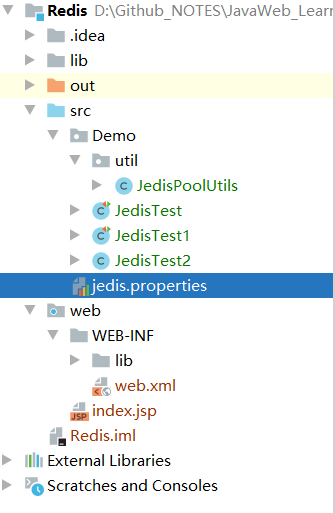 Redis D:\Github_NOTES\JavaWeb_Learn
.idea
lib
out
src
Demo
util
JedisPoolUtils
JedisTest
JedisTest1
JedisTest2
jedis.properties
web
WEB-INF
lib
web.xml
JSP index.jsp
Redis.iml
External Libraries
Scratches and Consoles